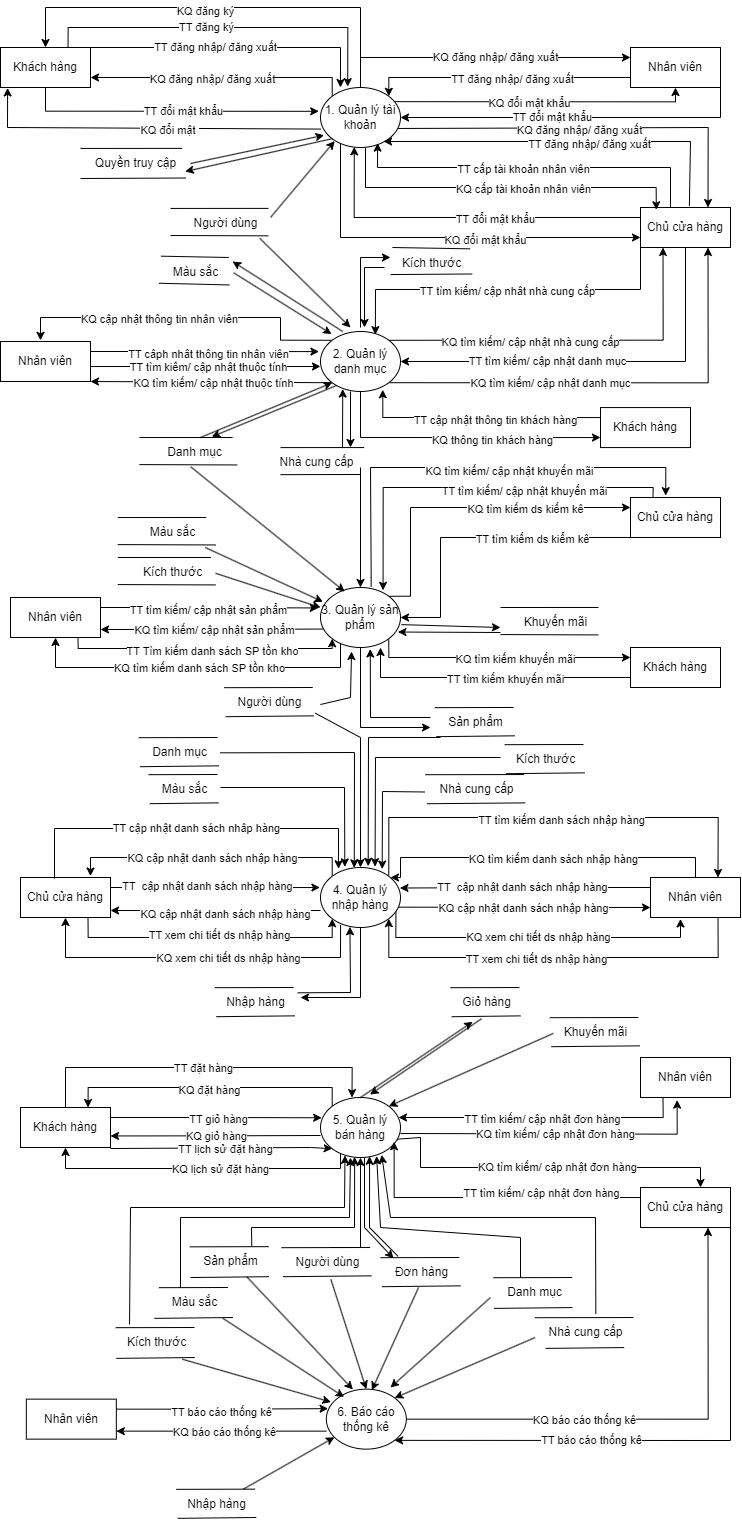 KQ đăng ký
TT đăng ký
TT đăng nhập/ đăng xuất
Khách hàng
KQ đăng nhập/ đăng xuất
KQ đăng nhập/ đăng xuất
Nhân viên
TT đăng nhập/ đăng xuất
KQ đổi mật khẩu
1. Quản lý tài
khoản
TT đổi mật khẩu
TT đổi mật khẩu
KQ đổi mật
KQ đăng nhập/ đăng xuất
TT đăng nhập/ đăng xuất
Quyền truy cập
TT cấp tài khoản nhân viên
KQ cấp tài khoản nhân viên
Người dùng
TT đổi mật khẩu
Chủ cửa hàng
KQ đổi mật khẩu
Màu sắc
Kích thước
TT tìm kiếm/ cập nhât nhà cung cấp
KQ cập nhật thông tin nhân viên
KQ tìm kiếm/ cập nhật nhà cung cấp
Nhân viên
TT câph nhât thông tin nhân viên
2. Quản lý
danh mục
TT tìm kiếm/ cập nhật thuộc tính
TT tìm kiếm/ cập nhật danh mục
KQ tìm kiếm/ cập nhật thuộc tính
KQ tìm kiếm/ cập nhật danh mục
TT cập nhật thông tin khách hàng
Khách hàng
KQ thông tin khách hàng
Danh mục
Nhà cung cấp
KQ tìm kiếm/ cập nhật khuyến mãi
TT tìm kiếm/ cập nhật khuyến mãi
KQ tìm kiếm ds kiểm kê
Chủ cửa hàng
Màu sắc
TT tìm kiếm ds kiểm kê
Kích thước
Nhân viên
TT tìm kiếm/ cập nhật sản phẩm
3. Quản lý sản
phẩm
KQ tìm kiếm/ cập nhật sản phẩm
Khuyến mãi
TT Tìm kiếm danh sách SP tồn kho
KQ tìm kiếm danh sách SP tồn kho
KQ tìm kiếm khuyến mãi
Khách hàng
TT tìm kiếm khuyến mãi
Người dùng
Sản phẩm
Danh mục
Kích thước
Màu sắc
Nhà cung cấp
TT cập nhât danh sách nhập hàng
TT tìm kiếm danh sách nhập hàng
KQ cập nhât danh sách nhập hàng
KQ tìm kiếm danh sách nhập hàng
Chủ cửa hàng
TT cập nhât danh sách nhập hàng
4. Quản lý
nhập hàng
TT cập nhât danh sách nhập hàng
Nhân viên
KQ cập nhât danh sách nhập hàng
KQ cập nhât danh sách nhập hàng
TT xem chi tiết ds nhập hàng
KQ xem chi tiết ds nhập hàng
KQ xem chi tiết ds nhập hàng
TT xem chi tiết ds nhập hàng
Nhập hàng
Giỏ hàng
Khuyến mãi
TT đặt hàng
KQ đặt hàng
Nhân viên
Khách hàng
TT giỏ hàng
5. Quản lý
bán hàng
TT tìm kiếm/ cập nhật đơn hàng
KQ giỏ hàng
KQ tìm kiếm/ cập nhật đơn hàng
TT lịch sử đặt hàng
KQ lịch sử đặt hàng
KQ tìm kiếm/ cập nhật đơn hàng
TT tìm kiếm/ cập nhật đơn hàng
Chủ cửa hàng
Sản phẩm
Người dùng
Đơn hàng
Màu sắc
Danh mục
Kích thước
Nhà cung cấp
Nhân viên
TT báo cáo thống kê
6. Báo cáo
thống kê
KQ báo cáo thống kê
KQ báo cáo thống kê
TT báo cáo thống kê
Nhập hàng